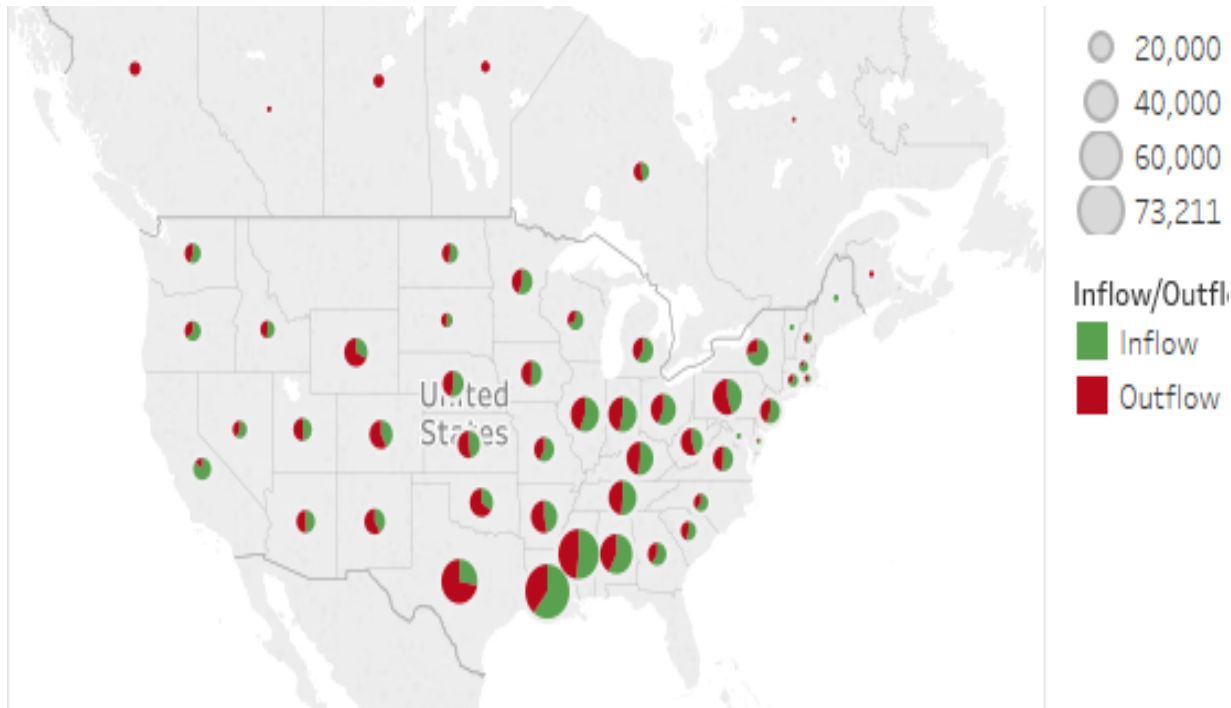 United
States
20,000
40,000
60,000
73,211
Inflow/Outfl
Inflow
Outflow